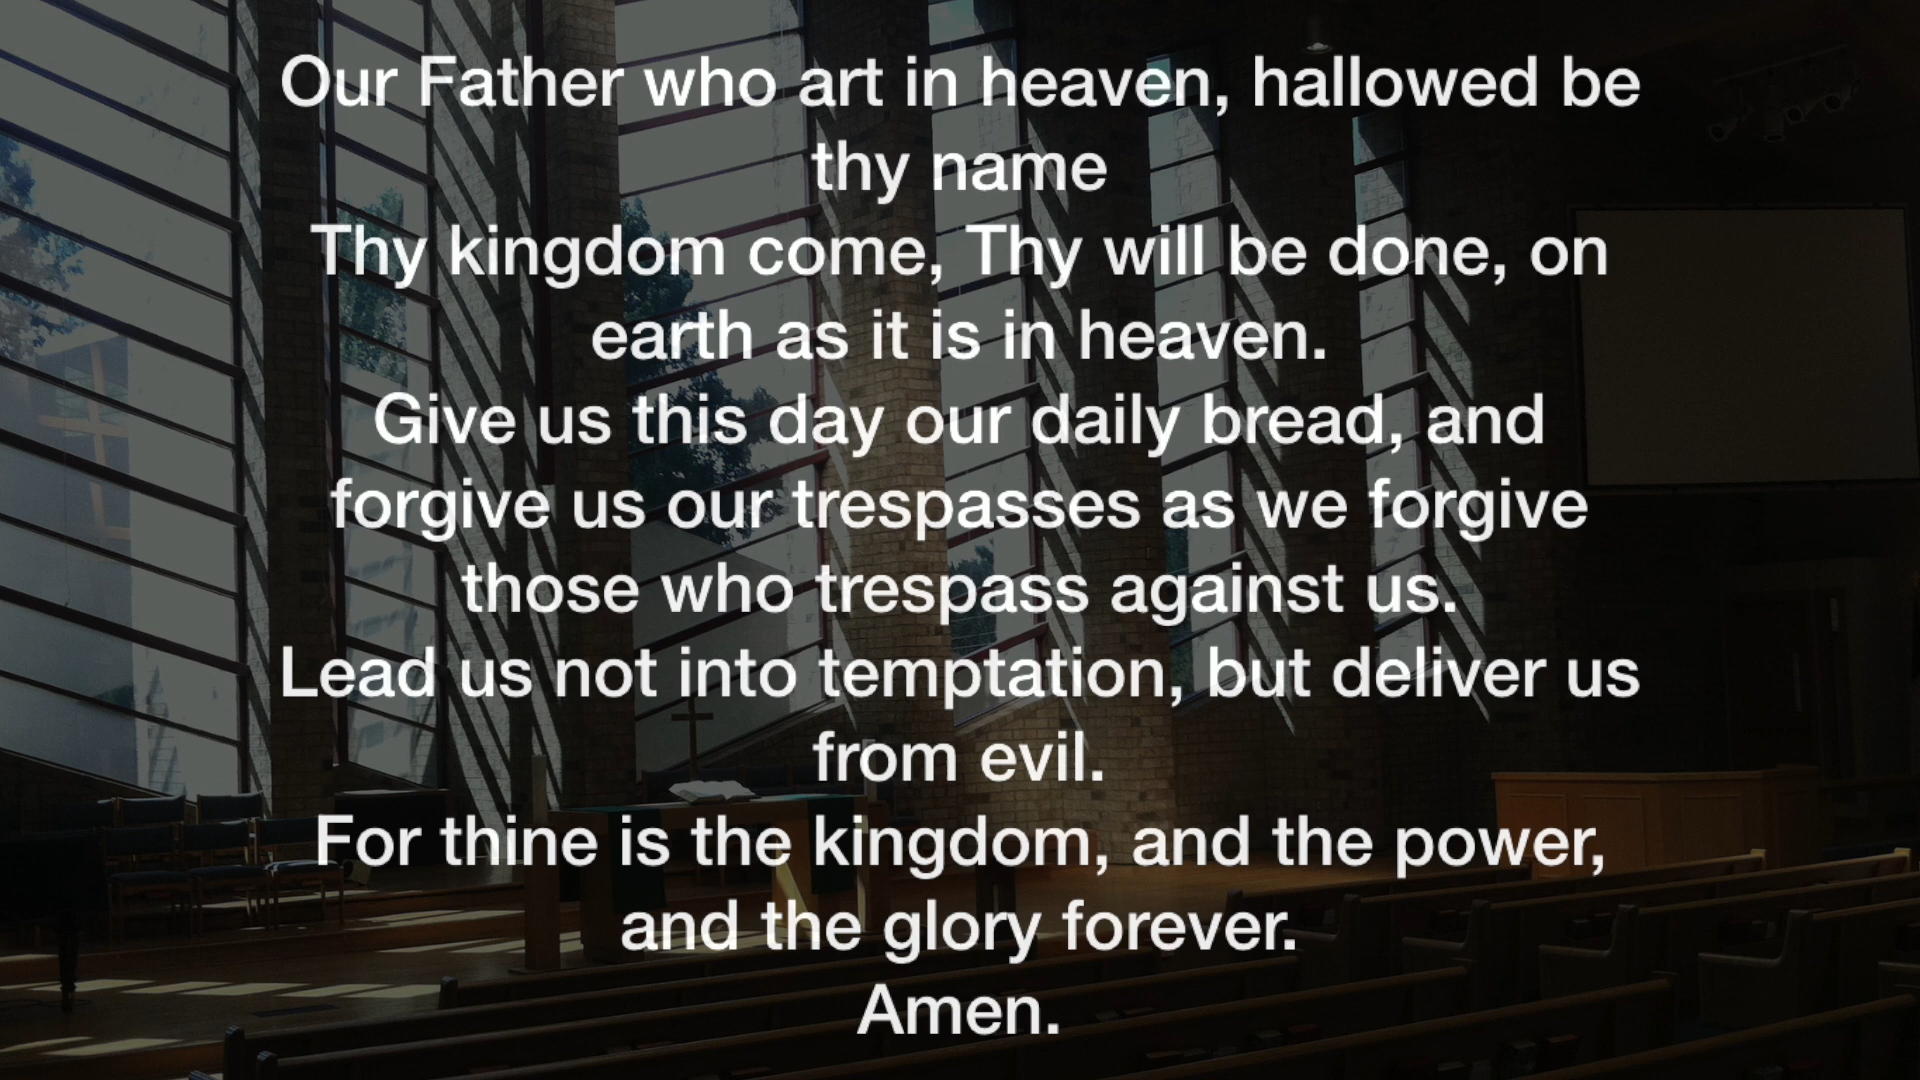 Our Father who art in heaven, hallowed be
thy name
Thy kingdom come, Thy will be done, on
earth as it is in heaven.
Give us this day our daily bread, and
forgive us our trespasses as we forgive
those who trespass against us.
Lead us not into temptation, but deliver us
from evil.
For thine is the kingdom, and the power,
and the glory forever.
Amen.